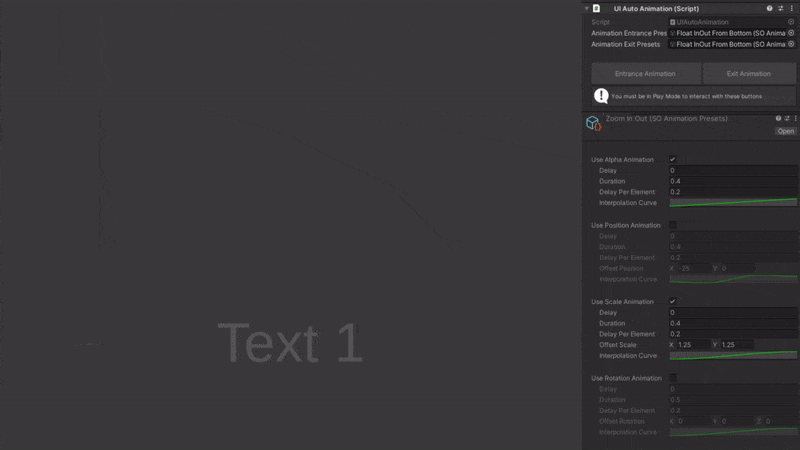 UI Auto Animation (Script)
Script UIAutoAnimation
Animation Entrance Pres Float InOut From Bottom (SO Anima
Animation Exit Presets Float InOut From Bottom (SO Anima
Entrance Animation Exit Animation
You must be in Play Mode to interact with these buttons
Zoom In Out (SO Animation Presets)
Open
Use Alpha Animation
Delay 0
Duration 0.4
Delay Per Element 0.2
Interpolation Curve
Use Position Animation
Delay 0
Duration 0.4
Delay Per Element 0.2
Offset Position X -25 Y 0
Interpolation Curve
Use Scale Animation
Delay 0
Duration 0.4
Delay Per Element 0.2
Offset Scale X 1.25 Y 1.25
Interpolation Curve
Use Rotation Animation
Delay 0
Duration 0.5
Delay Per Element 0.2
Offset Rotation X 0 Y 0 Z 0
Interpolation Curve
Text 1